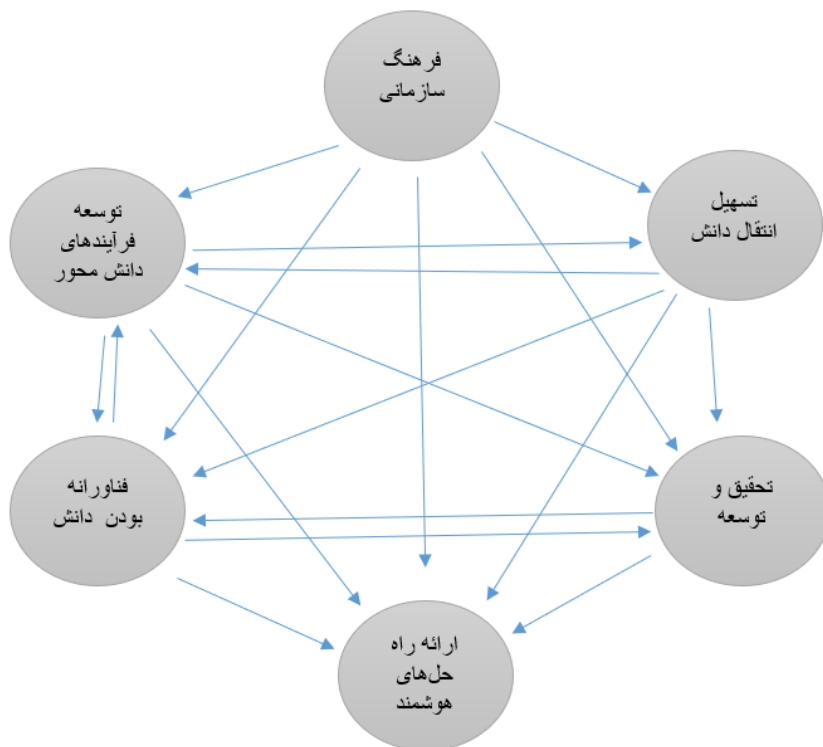 فرهنگ
سازمانی
تسهیل
انتقال دانش
توسعه
فرآیندهای
دانش محور
تحقیق و
توسعه
فناورانه
بودن دانش
ارائه راه
حل‌های
هوشمند